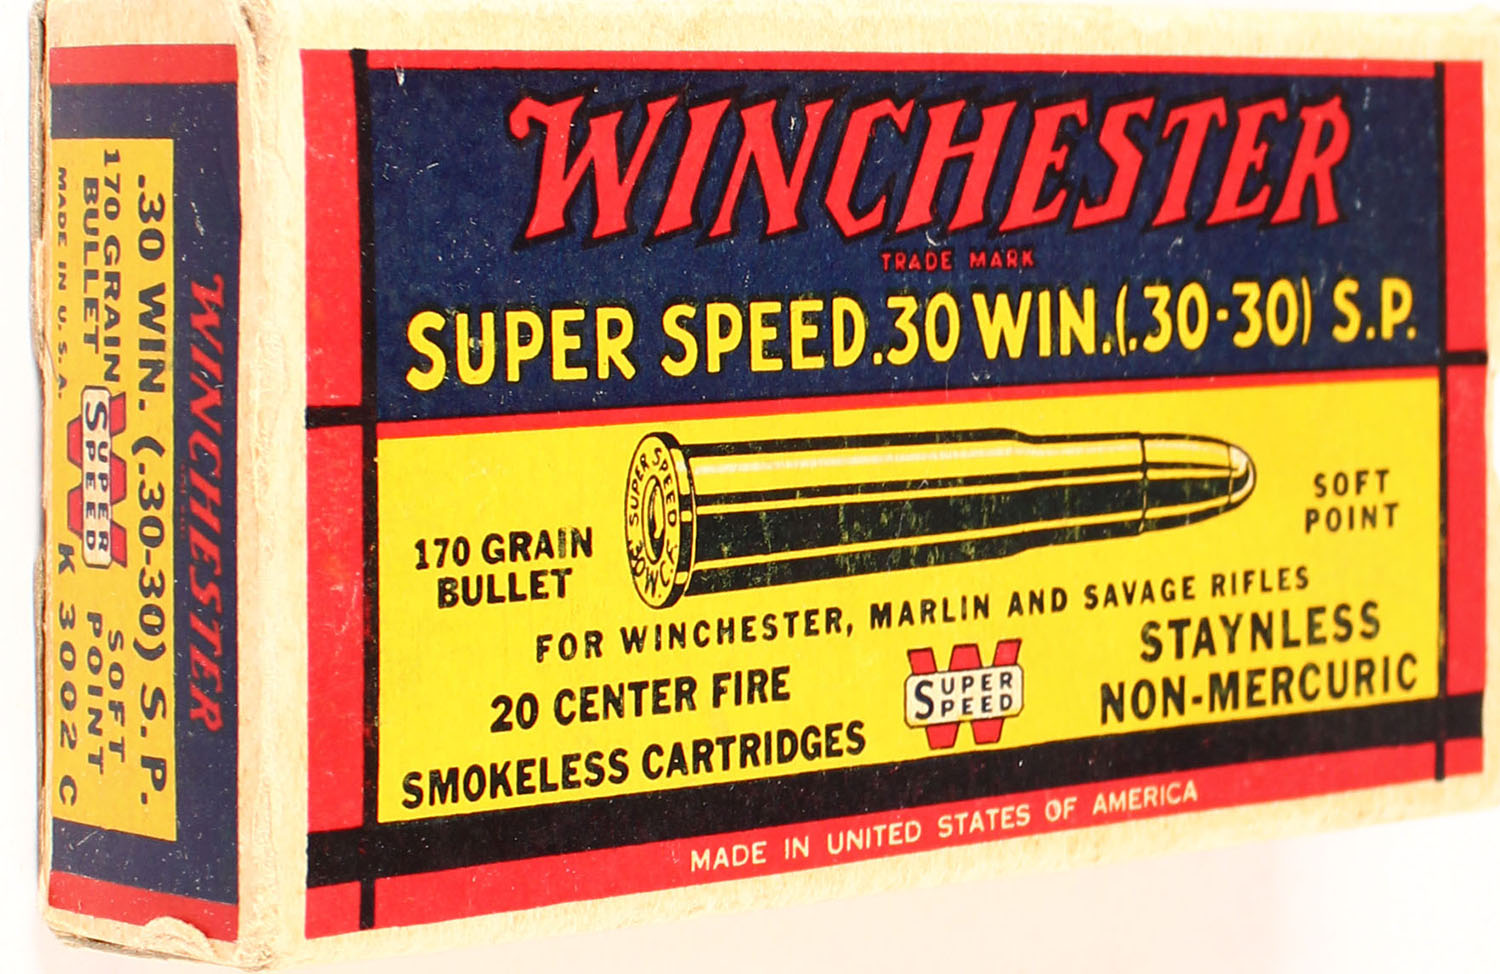 WINCHESTER
TRADE MARK
SUPER SPEED .30 WIN. (.30-30) S.P.
SUPER SPEED
170 GRAIN
BULLET
SOFT
POINT
FOR WINCHESTER, MARLIN AND SAVAGE RIFLES
20 CENTER FIRE
SMOKELESS CARTRIDGES
W
SUPER
SPEED
STAYNLESS
NON-MERCURIC
MADE IN UNITED STATES OF AMERICA
WINCHESTER
.30 WIN. (.30-30) S.P.
170 GRAIN
BULLET
MADE IN U.S.A.
W
SUPER
SPEED
SOFT
POINT
K 3002 C